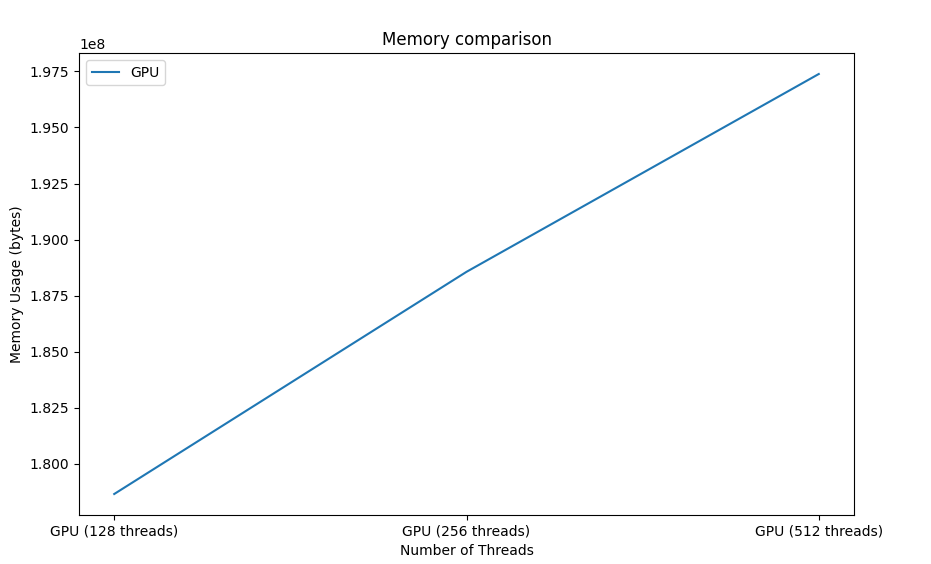 Memory comparison
1e8
GPU
1.975
1.950
1.925
1.900
1.875
1.850
1.825
1.800
Memory Usage (bytes)
GPU (128 threads) GPU (256 threads) GPU (512 threads)
Number of Threads